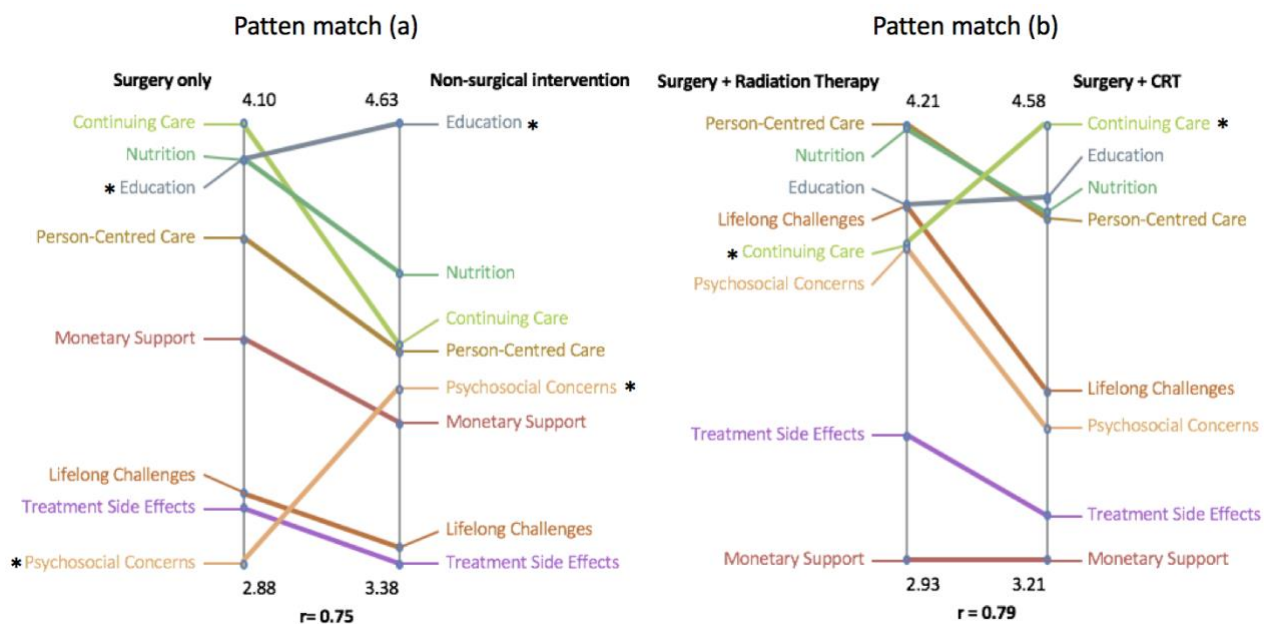 Patten match (a)
Surgery only
Non-surgical intervention
4.10
4.63
Continuing Care
Nutrition
* Education
Person-Centred Care
Monetary Support
Lifelong Challenges
Treatment Side Effects
* Psychosocial Concerns
Education *
Nutrition
Continuing Care
Person-Centred Care
Psychosocial Concerns *
Monetary Support
Lifelong Challenges
Treatment Side Effects
2.88
3.38
r= 0.75
Patten match (b)
Surgery + Radiation Therapy
Surgery + CRT
4.21
4.58
Person-Centred Care
Nutrition
Education
Lifelong Challenges
* Continuing Care
Psychosocial Concerns
Treatment Side Effects
Monetary Support
Continuing Care *
Education
Nutrition
Person-Centred Care
Lifelong Challenges
Psychosocial Concerns
Treatment Side Effects
Monetary Support
2.93
3.21
r = 0.79